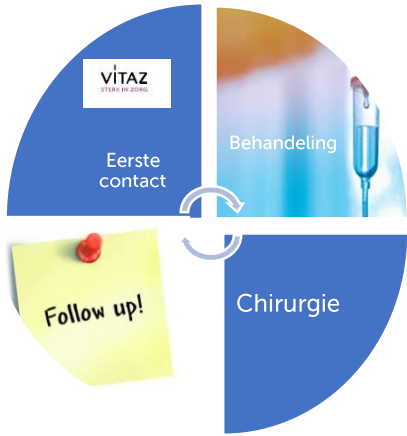 VITAZ
STERK IN ZORG
Eerste
contact
Behandeling
Follow up!
Chirurgie